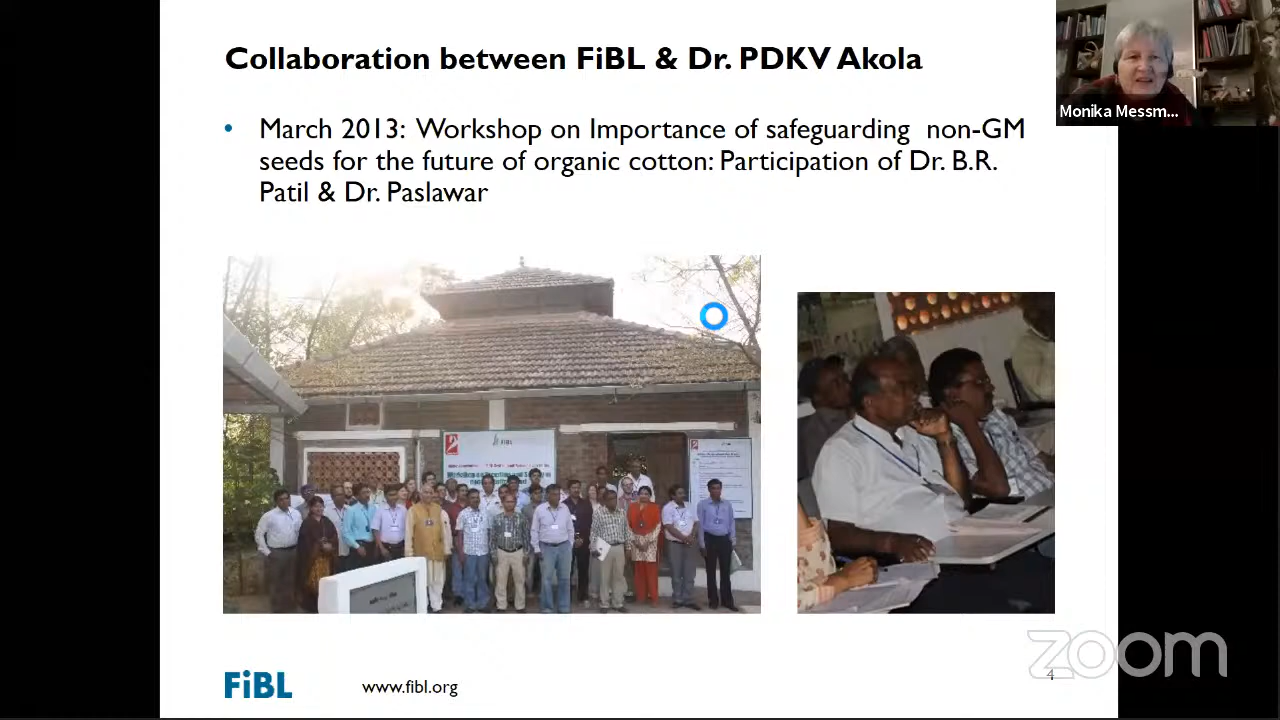 Collaboration between FiBL & Dr. PDKV Akola
Monika Messm...
• March 2013: Workshop on Importance of safeguarding non-GM
seeds for the future of organic cotton: Participation of Dr. B.R.
Patil & Dr. Paslawar
FiBL
zoom
FiBL
www.fibl.org
4